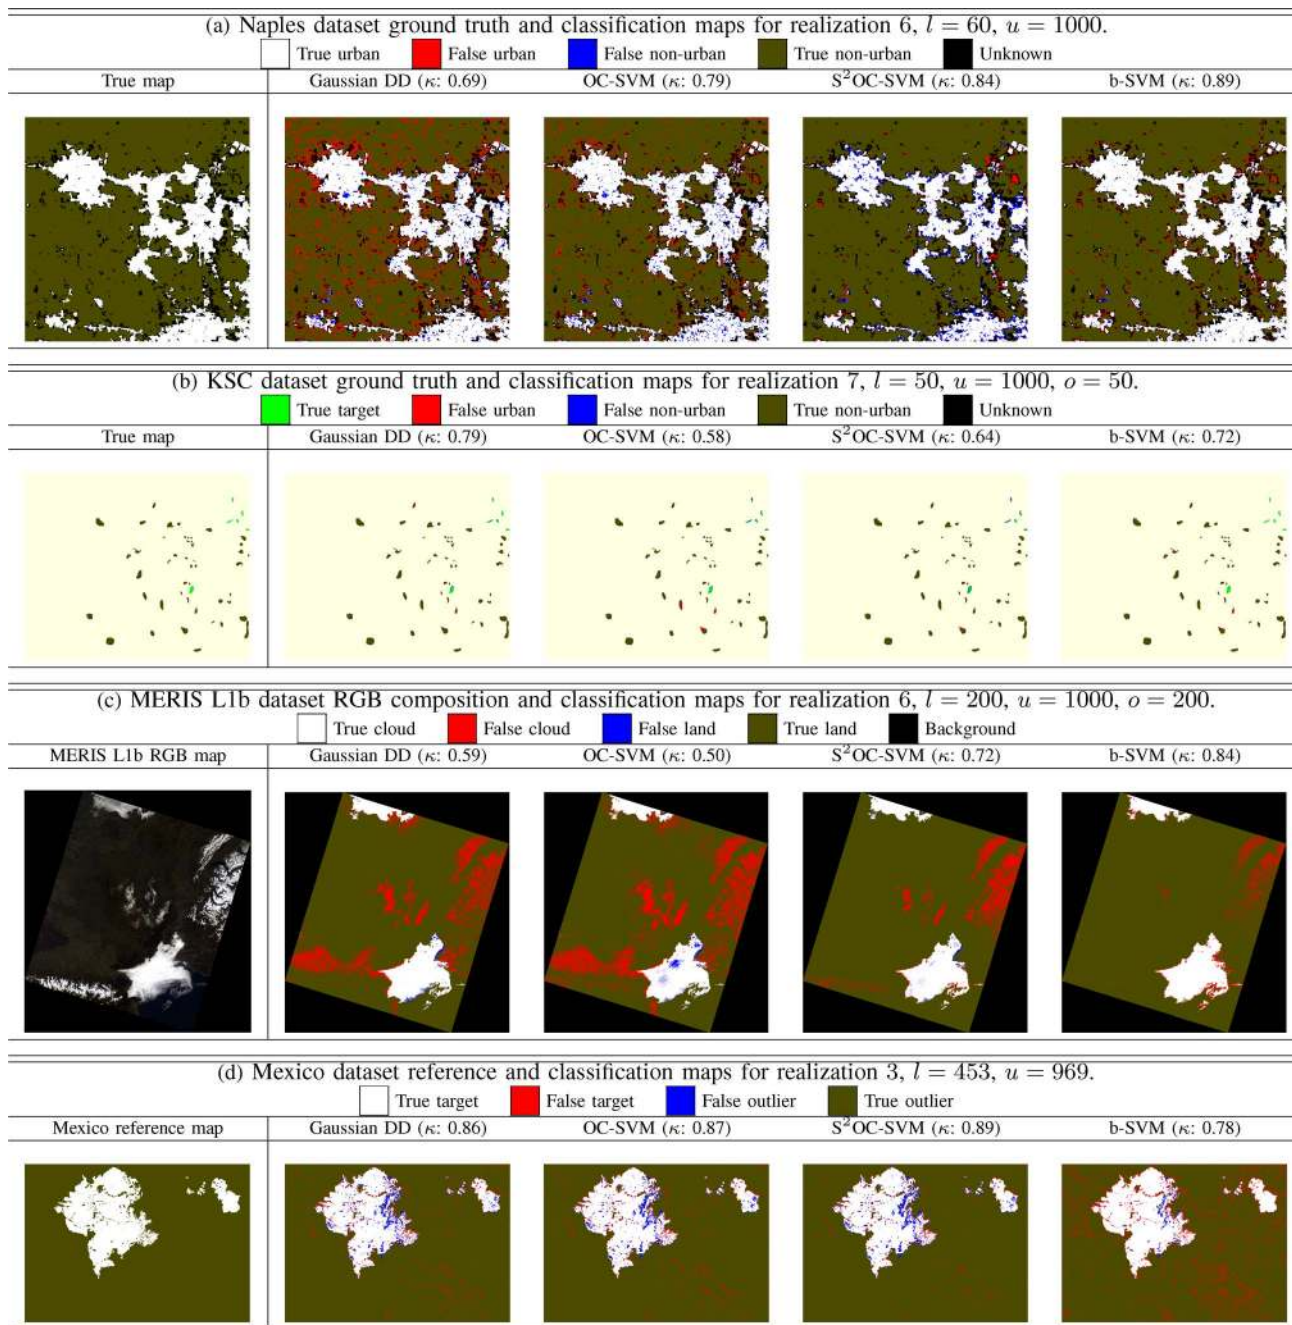 (a) Naples dataset ground truth and classification maps for realization 6, l = 60, u = 1000.
True urban False urban False non-urban True non-urban Unknown
True map Gaussian DD (κ: 0.69) OC-SVM (κ: 0.79) S²OC-SVM (κ: 0.84) b-SVM (κ: 0.89)
(b) KSC dataset ground truth and classification maps for realization 7, l = 50, u = 1000, o = 50.
True target False urban False non-urban True non-urban Unknown
True map Gaussian DD (κ: 0.79) OC-SVM (κ: 0.58) S²OC-SVM (κ: 0.64) b-SVM (κ: 0.72)
(c) MERIS L1b dataset RGB composition and classification maps for realization 6, l = 200, u = 1000, o = 200.
True cloud False cloud False land True land Background
MERIS L1b RGB map Gaussian DD (κ: 0.59) OC-SVM (κ: 0.50) S²OC-SVM (κ: 0.72) b-SVM (κ: 0.84)
(d) Mexico dataset reference and classification maps for realization 3, l = 453, u = 969.
True target False target False outlier True outlier
Mexico reference map Gaussian DD (κ: 0.86) OC-SVM (κ: 0.87) S²OC-SVM (κ: 0.89) b-SVM (κ: 0.78)